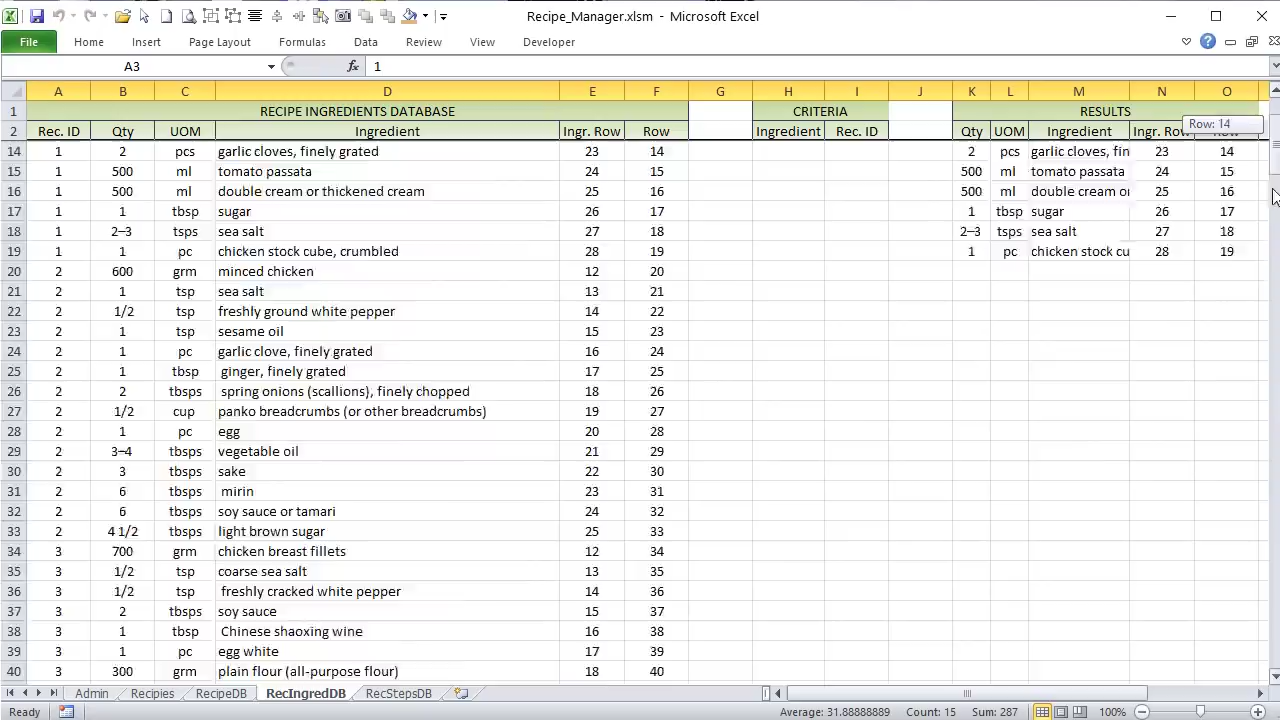 Recipe_Manager.xlsm - Microsoft Excel
File Home Insert Page Layout Formulas Data Review View Developer
A3 fx 1
A B C D E F G H I J K L M N O
1 RECIPE INGREDIENTS DATABASE CRITERIA RESULTS
2 Rec. ID Qty UOM Ingredient Ingr. Row Row Ingredient Rec. ID Qty UOM Ingredient Ingr. Row
Row: 14
14 1 2 pcs garlic cloves, finely grated 23 14 2 pcs garlic cloves, fin 23 14
15 1 500 ml tomato passata 24 15 500 ml tomato passata 24 15
16 1 500 ml double cream or thickened cream 25 16 500 ml double cream or 25 16
17 1 1 tbsp sugar 26 17 1 tbsp sugar 26 17
18 1 2–3 tsps sea salt 27 18 2–3 tsps sea salt 27 18
19 1 1 pc chicken stock cube, crumbled 28 19 1 pc chicken stock cu 28 19
20 2 600 grm minced chicken 12 20
21 2 1 tsp sea salt 13 21
22 2 1/2 tsp freshly ground white pepper 14 22
23 2 1 tsp sesame oil 15 23
24 2 1 pc garlic clove, finely grated 16 24
25 2 1 tbsp ginger, finely grated 17 25
26 2 2 tbsps spring onions (scallions), finely chopped 18 26
27 2 1/2 cup panko breadcrumbs (or other breadcrumbs) 19 27
28 2 1 pc egg 20 28
29 2 3–4 tbsps vegetable oil 21 29
30 2 3 tbsps sake 22 30
31 2 6 tbsps mirin 23 31
32 2 6 tbsps soy sauce or tamari 24 32
33 2 4 1/2 tbsps light brown sugar 25 33
34 3 700 grm chicken breast fillets 12 34
35 3 1/2 tsp coarse sea salt 13 35
36 3 1/2 tsp freshly cracked white pepper 14 36
37 3 2 tbsps soy sauce 15 37
38 3 1 tbsp Chinese shaoxing wine 16 38
39 3 1 pc egg white 17 39
40 3 300 grm plain flour (all-purpose flour) 18 40
Admin Recipies RecipeDB RecIngredDB RecStepsDB
Ready Average: 31.88888889 Count: 15 Sum: 287 100%